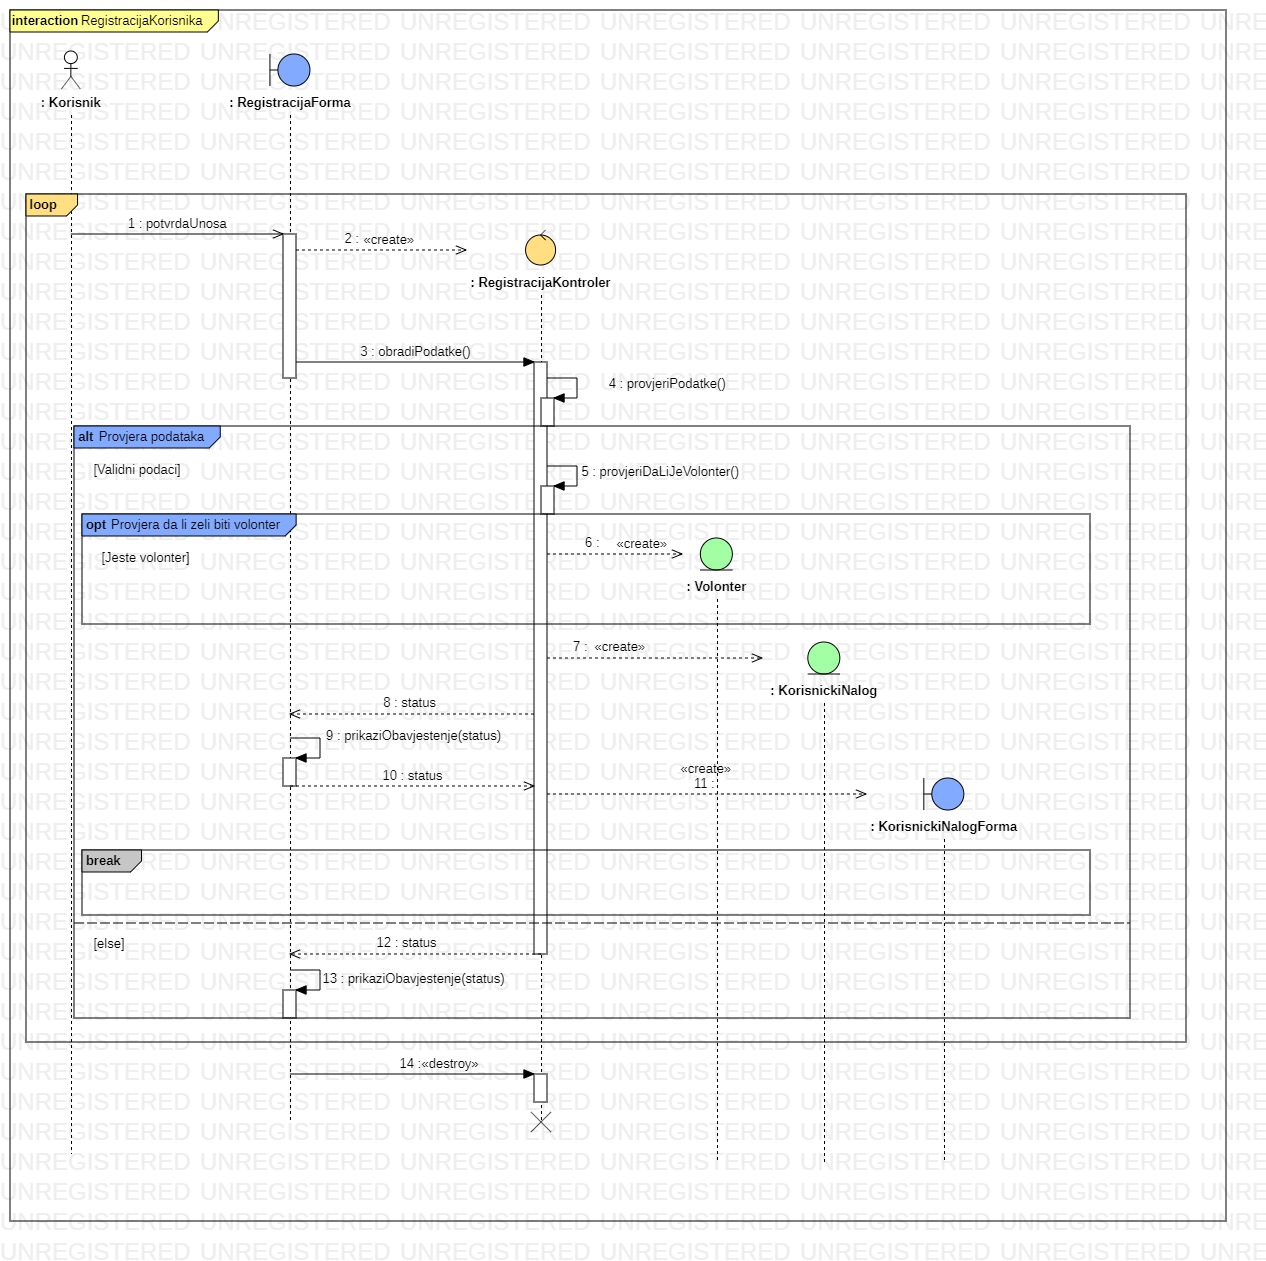 interaction RegistracijaKorisnika
: Korisnik
: RegistracijaForma
loop
1 : potvrdaUnosa
2 : «create»
: RegistracijaKontroler
3 : obradiPodatke()
4 : provjeriPodatke()
alt Provjera podataka
[Validni podaci]
5 : provjeriDaLiJeVolonter()
opt Provjera da li zeli biti volonter
[Jeste volonter]
6 : «create»
: Volonter
7 : «create»
: KorisnickiNalog
8 : status
9 : prikaziObavjestenje(status)
10 : status
«create»
11 :
: KorisnickiNalogForma
break
[else]
12 : status
13 : prikaziObavjestenje(status)
14 :«destroy»
UNREGISTERED UNREGISTERED UNREGISTERED UNREGISTERED UNREGISTERED UNREGISTERED UNRE